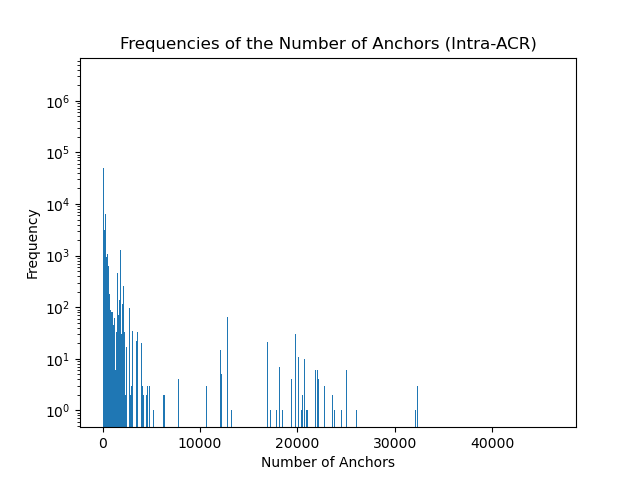 Frequencies of the Number of Anchors (Intra-ACR)
10⁶
10⁵
10⁴
10³
10²
10¹
10⁰
Frequency
0 10000 20000 30000 40000
Number of Anchors